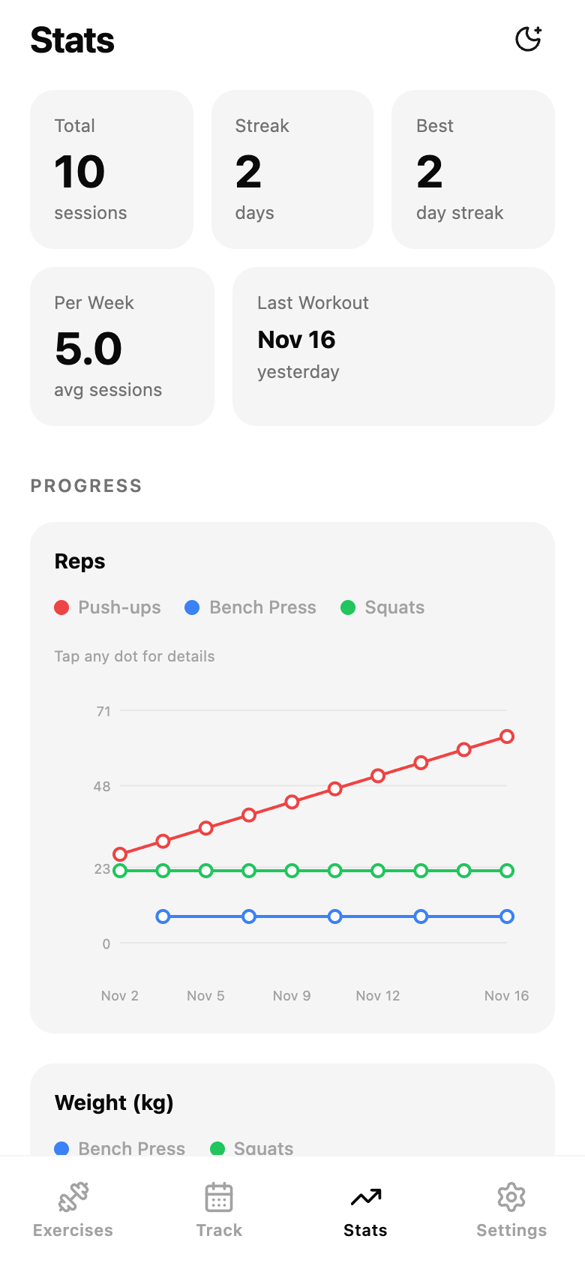 Stats
Total
10
sessions
Streak
2
days
Best
2
day streak
Per Week
5.0
avg sessions
Last Workout
Nov 16
yesterday
PROGRESS
Reps
Push-ups Bench Press Squats
Tap any dot for details
71
48
23
0
Nov 2 Nov 5 Nov 9 Nov 12 Nov 16
Weight (kg)
Bench Press Squats
Exercises Track Stats Settings